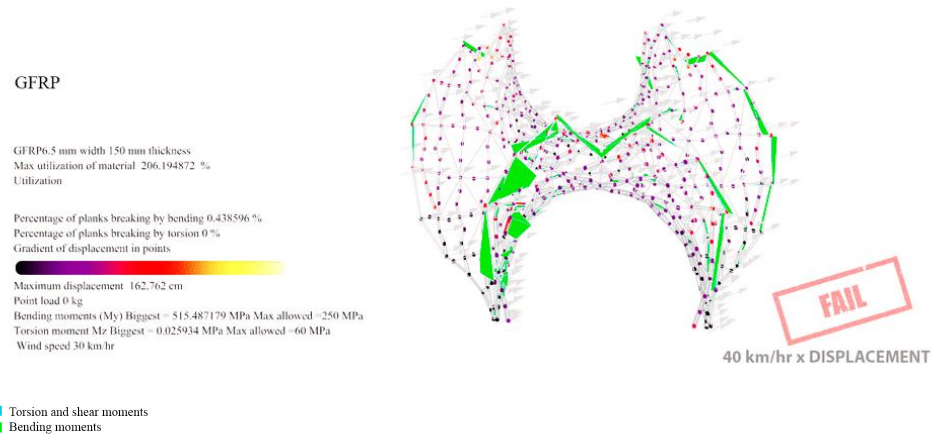 GFRP
GFRP6.5 mm width 150 mm thickness
Max utilization of material 206.194872 %
Utilization
Percentage of planks breaking by bending 0.438596 %
Percentage of planks breaking by torsion 0 %
Gradient of displacement in points
Maximum displacement 162.762 cm
Point load 0 kg
Bending moments (My) Biggest = 515.487179 MPa Max allowed =250 MPa
Torsion moment Mz Biggest = 0.025934 MPa Max allowed =60 MPa
Wind speed 30 km/hr
FAIL
40 km/hr x DISPLACEMENT
Torsion and shear moments
Bending moments